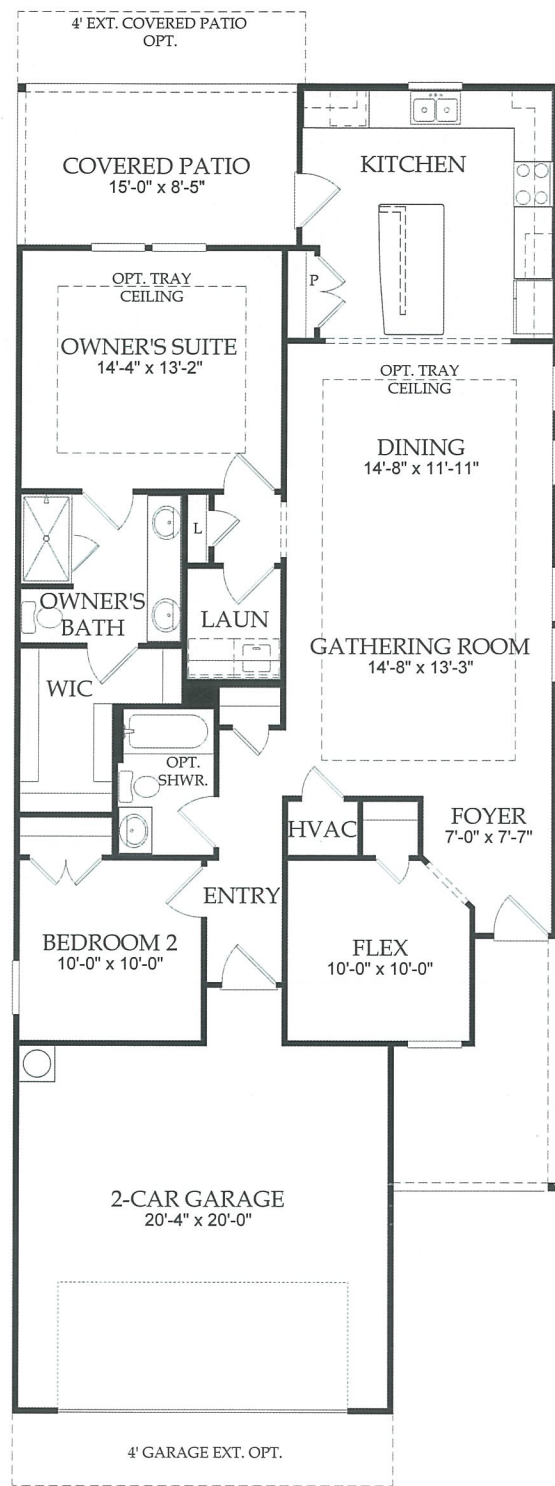 4' EXT. COVERED PATIO
OPT.
COVERED PATIO
15'-0" x 8'-5"
KITCHEN
P
OPT. TRAY
CEILING
OWNER'S SUITE
14'-4" x 13'-2"
OPT. TRAY
CEILING
DINING
14'-8" x 11'-11"
L
OWNER'S
BATH
LAUN
GATHERING ROOM
14'-8" x 13'-3"
WIC
OPT.
SHWR.
HVAC
FOYER
7'-0" x 7'-7"
ENTRY
BEDROOM 2
10'-0" x 10'-0"
FLEX
10'-0" x 10'-0"
2-CAR GARAGE
20'-4" x 20'-0"
4' GARAGE EXT. OPT.